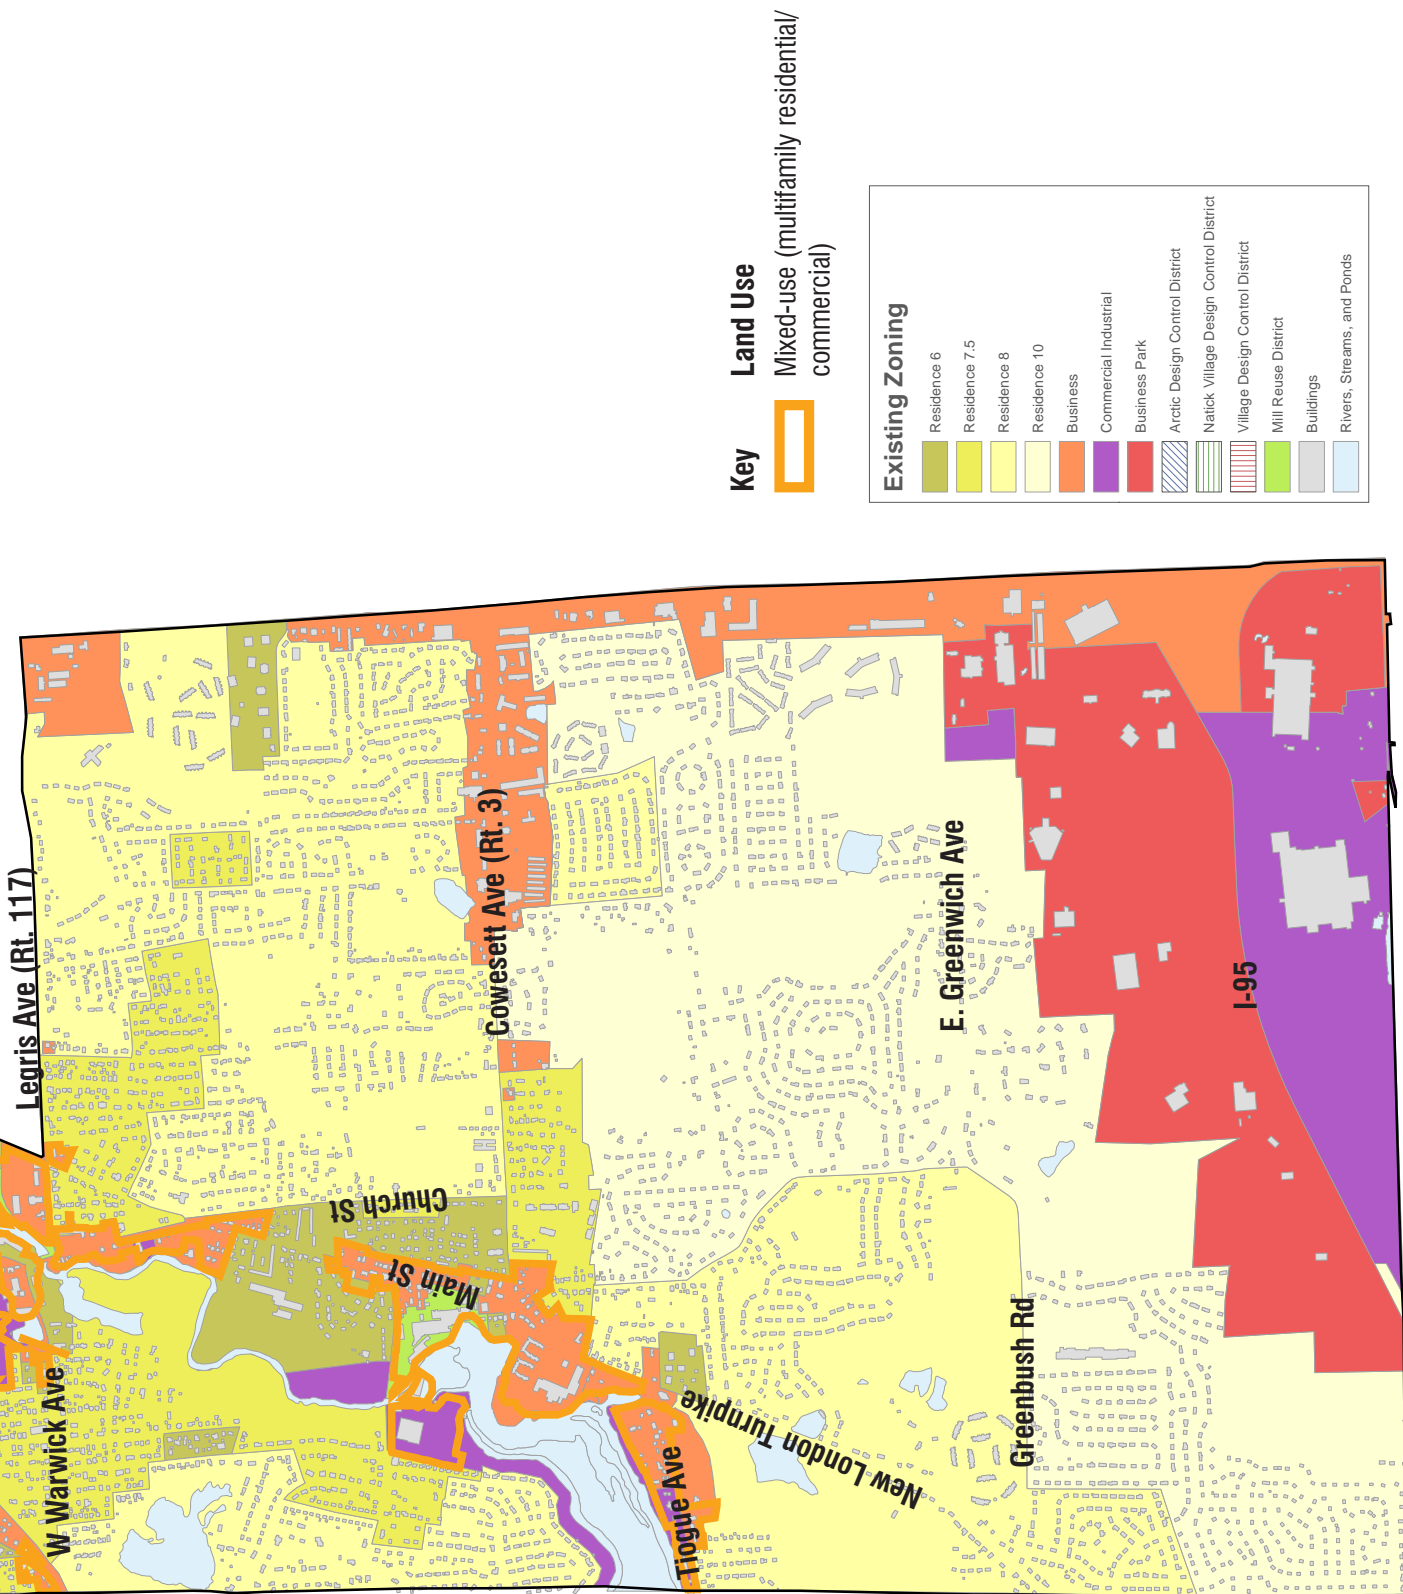 Key
Land Use
Mixed-use (multifamily residential/
commercial)
Existing Zoning
Residence 6
Residence 7.5
Residence 8
Residence 10
Business
Commercial Industrial
Business Park
Arctic Design Control District
Natick Village Design Control District
Village Design Control District
Mill Reuse District
Buildings
Rivers, Streams, and Ponds
Legris Ave (Rt. 117)
W Warwick Ave
Church St
Main St
Cowesett Ave (Rt. 3)
Tiogue Ave
New London Turnpike
E. Greenwich Ave
Greenbush Rd
I-95